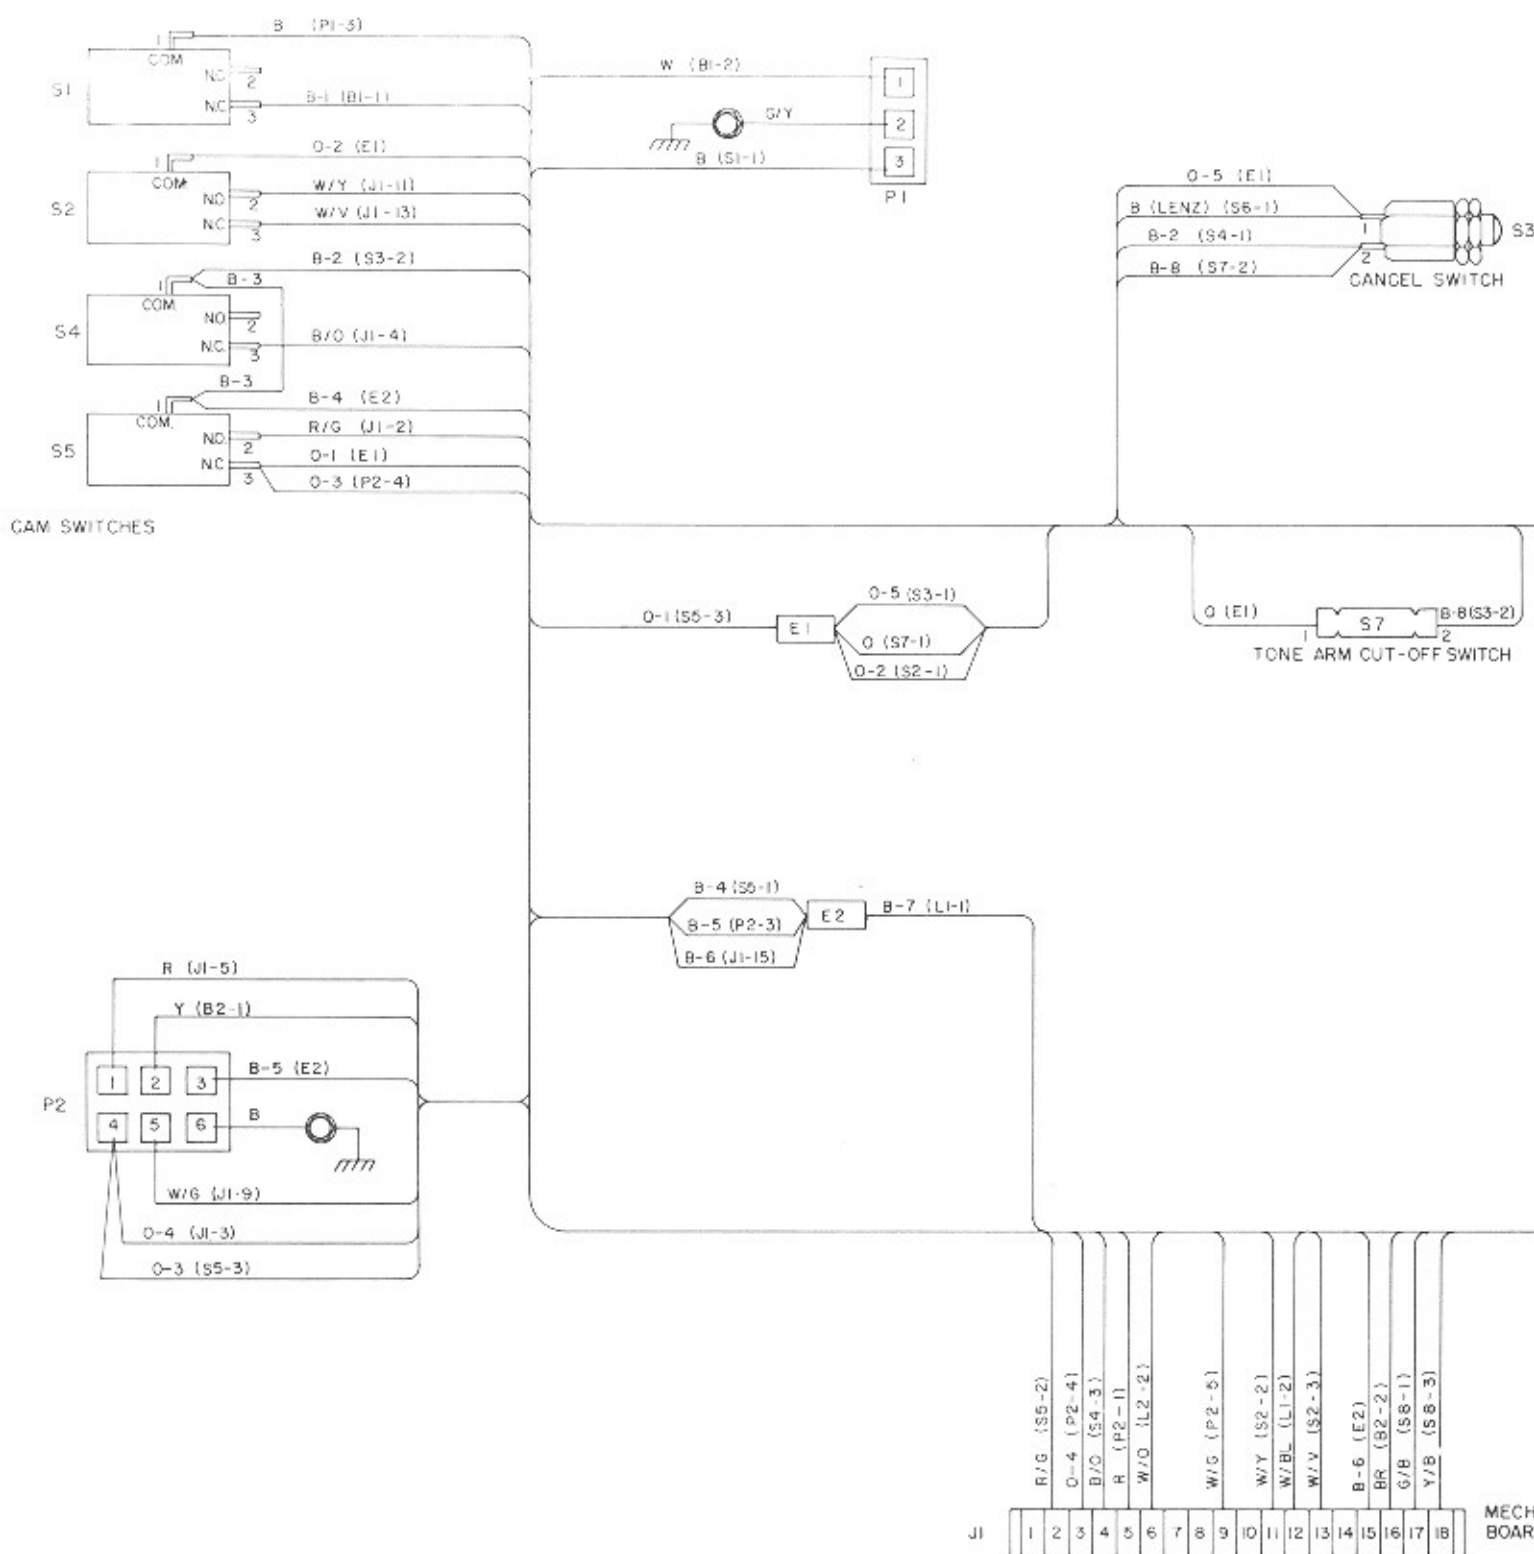 B (P1-3)
1
COM
S1
N.C
2
B-1 (B1-1)
N.C
3
W (B1-2)
1
G/Y
2
B (S1-1)
3
P1
O-2 (E1)
1
COM
S2
W/Y (J1-11)
NO
2
W/V (J1-13)
N.C
3
B-2 (S3-2)
B-3
1
COM.
S4
NO
2
B/O (J1-4)
N.C.
3
B-3
B-4 (E2)
1
COM.
S5
R/G (J1-2)
NO.
2
O-1 (E1)
N.C
3
O-3 (P2-4)
CAM SWITCHES
O-5 (E1)
B (LENZ) (S6-1)
1
S3
B-2 (S4-1)
2
B-8 (S7-2)
CANCEL SWITCH
O-1 (S5-3)
E1
O-5 (S3-1)
O (S7-1)
O-2 (S2-1)
O (E1)
1
S7
B-8(S3-2)
2
TONE ARM CUT-OFF SWITCH
B-4 (S5-1)
B-5 (P2-3)
B-6 (J1-15)
E2
B-7 (L1-1)
R (J1-5)
Y (B2-1)
B-5 (E2)
P2
1 2 3
B
4 5 6
W/G (J1-9)
O-4 (J1-3)
O-3 (S5-3)
R/G (S5-2)
O-4 (P2-4)
B/O (S4-3)
R (P2-1)
W/O (L2-2)
W/G (P2-5)
W/Y (S2-2)
W/BL (L1-2)
W/V (S2-3)
B-6 (E2)
BR (B2-2)
G/B (S8-1)
Y/B (S8-3)
J1
1 2 3 4 5 6 7 8 9 10 11 12 13 14 15 16 17 18
MECH
BOAR